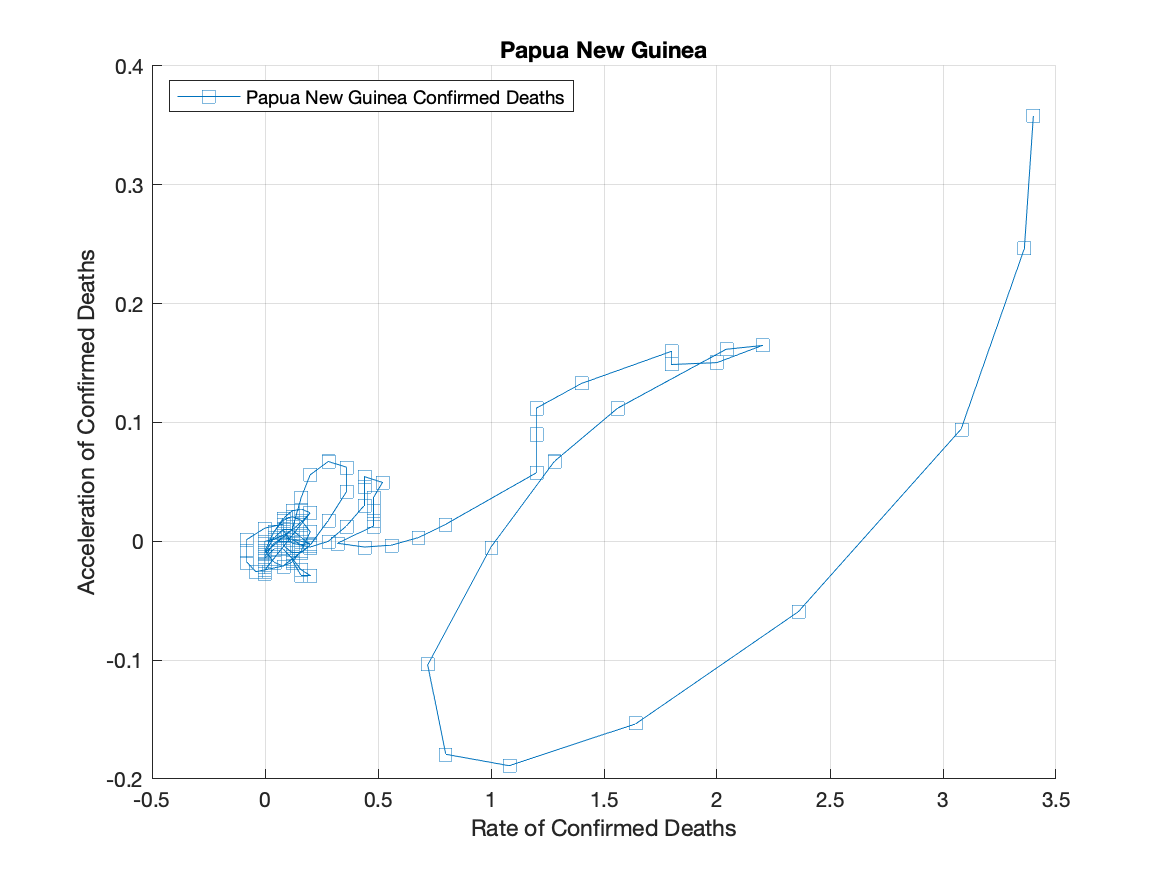 Papua New Guinea
Papua New Guinea Confirmed Deaths
0.4
0.3
0.2
0.1
0
-0.1
-0.2
Acceleration of Confirmed Deaths
-0.5 0 0.5 1 1.5 2 2.5 3 3.5
Rate of Confirmed Deaths